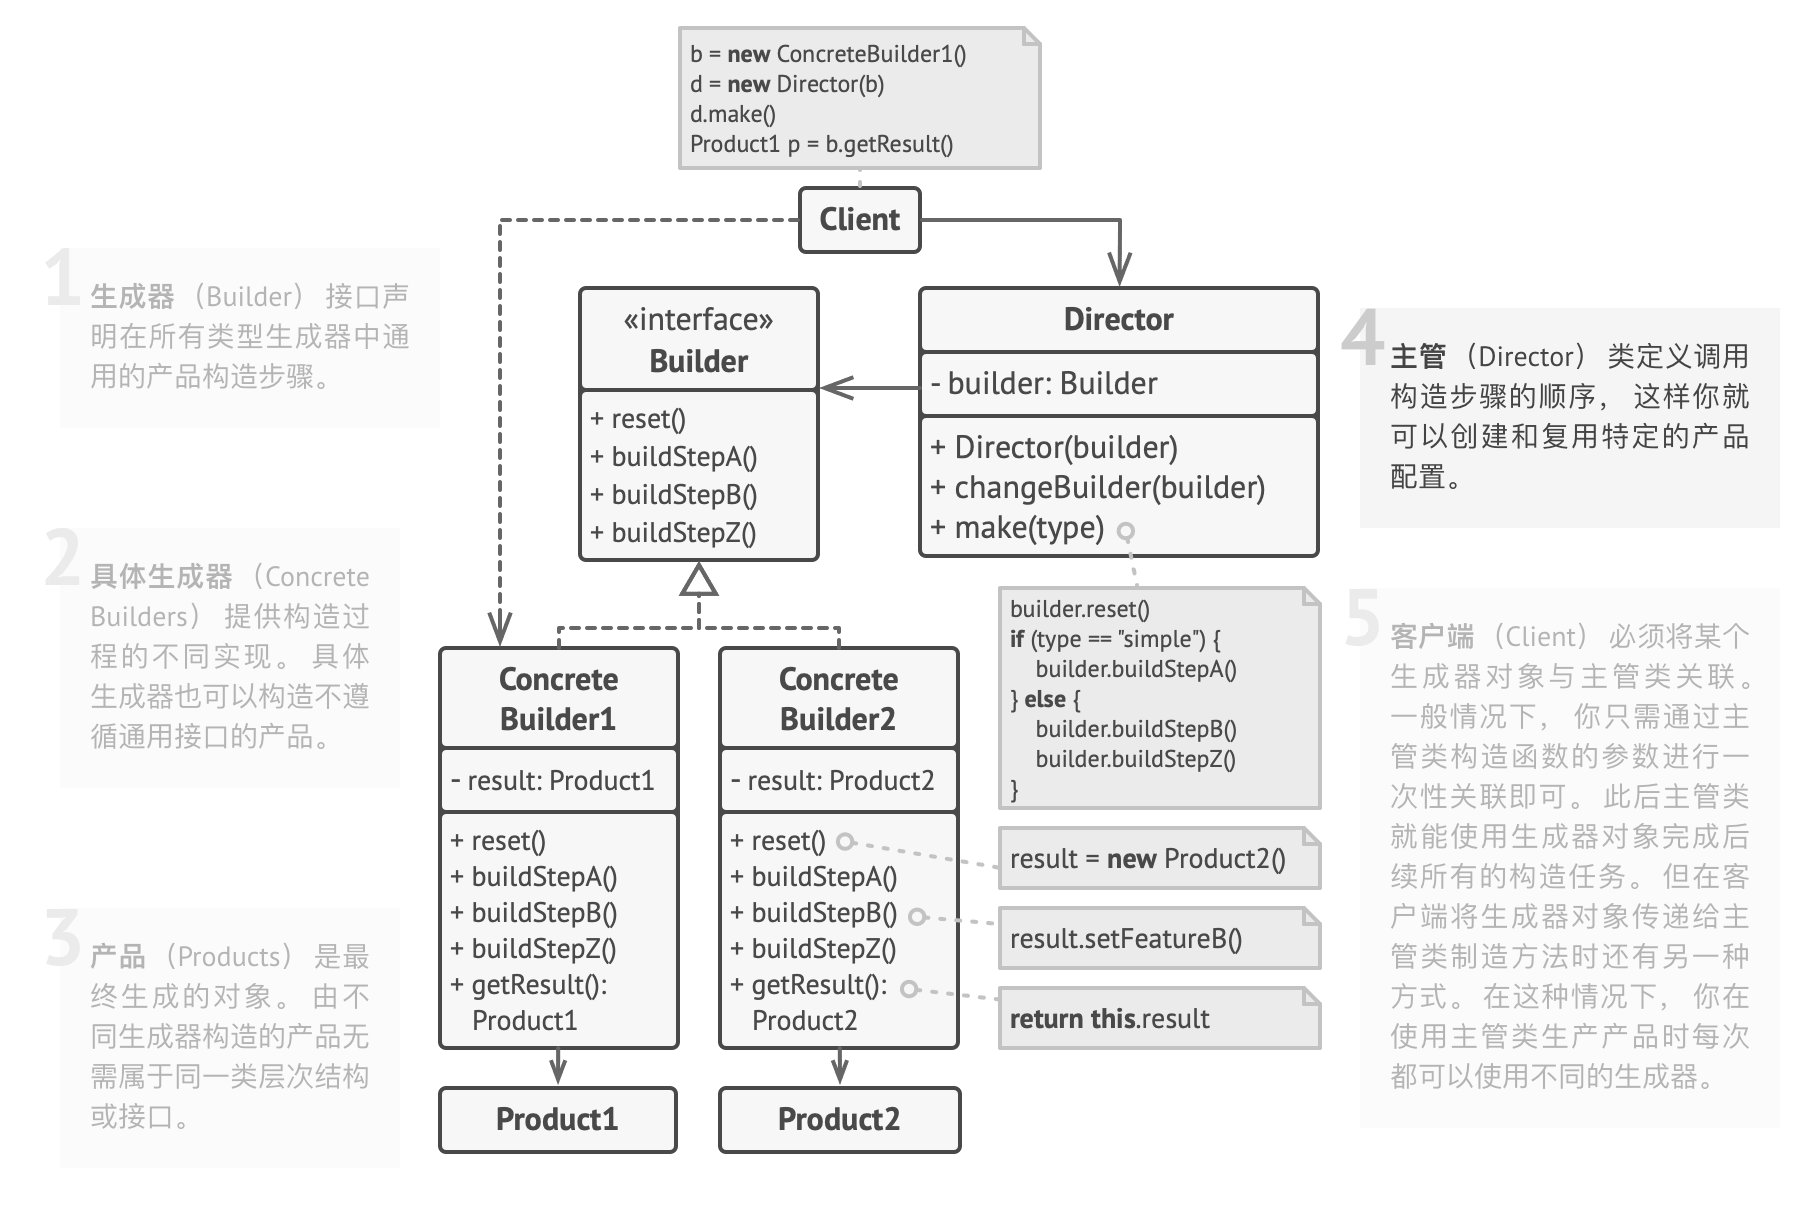 b = new ConcreteBuilder1()
d = new Director(b)
d.make()
Product1 p = b.getResult()
Client
1
生成器（Builder） 接口声
明在所有类型生成器中通
用的产品构造步骤。
«interface»
Builder
+ reset()
+ buildStepA()
+ buildStepB()
+ buildStepZ()
Director
- builder: Builder
+ Director(builder)
+ changeBuilder(builder)
+ make(type)
4
主管（Director） 类定义调用
构造步骤的顺序， 这样你就
可以创建和复用特定的产品
配置。
2
具体生成器（Concrete
Builders） 提供构造过
程的不同实现。 具体
生成器也可以构造不遵
循通用接口的产品。
builder.reset()
if (type == "simple") {
builder.buildStepA()
} else {
builder.buildStepB()
builder.buildStepZ()
}
Concrete
Builder1
- result: Product1
+ reset()
+ buildStepA()
+ buildStepB()
+ buildStepZ()
+ getResult():
Product1
Concrete
Builder2
- result: Product2
+ reset()
+ buildStepA()
+ buildStepB()
+ buildStepZ()
+ getResult():
Product2
result = new Product2()
result.setFeatureB()
return this.result
5
客户端（Client） 必须将某个
生成器对象与主管类关联。
一般情况下， 你只需通过主
管类构造函数的参数进行一
次性关联即可。 此后主管类
就能使用生成器对象完成后
续所有的构造任务。 但在客
户端将生成器对象传递给主
管类制造方法时还有另一种
方式。 在这种情况下， 你在
使用主管类生产产品时每次
都可以使用不同的生成器。
3
产品（Products） 是最
终生成的对象。 由不
同生成器构造的产品无
需属于同一类层次结构
或接口。
Product1
Product2